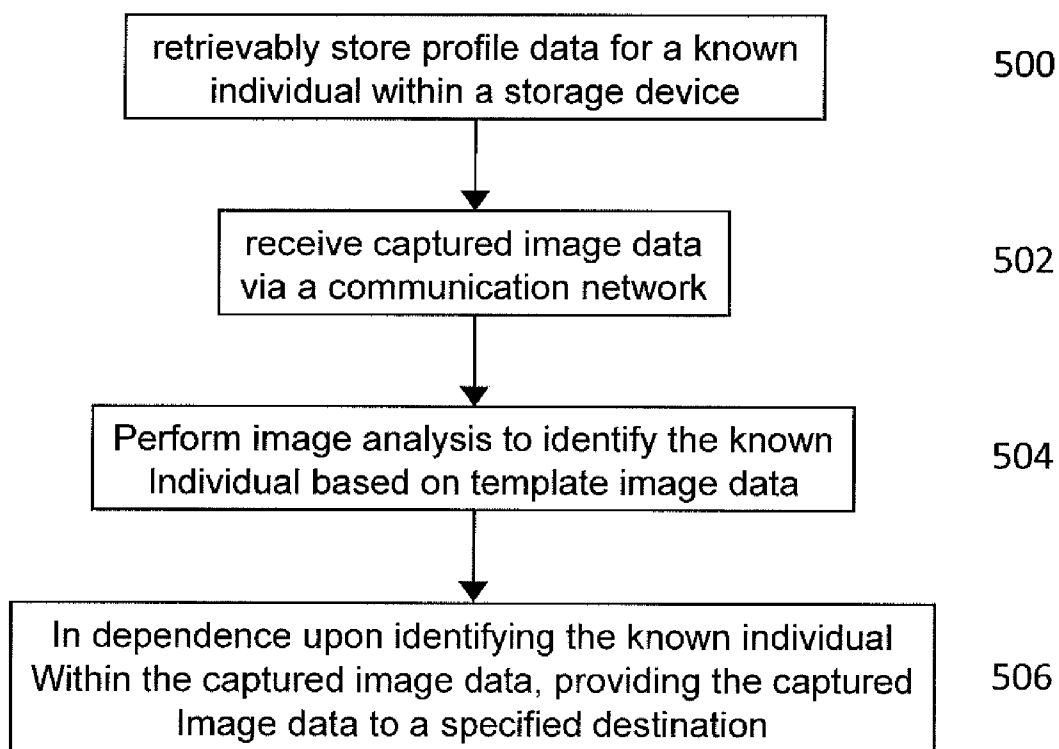 retrievably store profile data for a known
individual within a storage device
500
receive captured image data
via a communication network
502
Perform image analysis to identify the known
Individual based on template image data
504
In dependence upon identifying the known individual
Within the captured image data, providing the captured
Image data to a specified destination
506